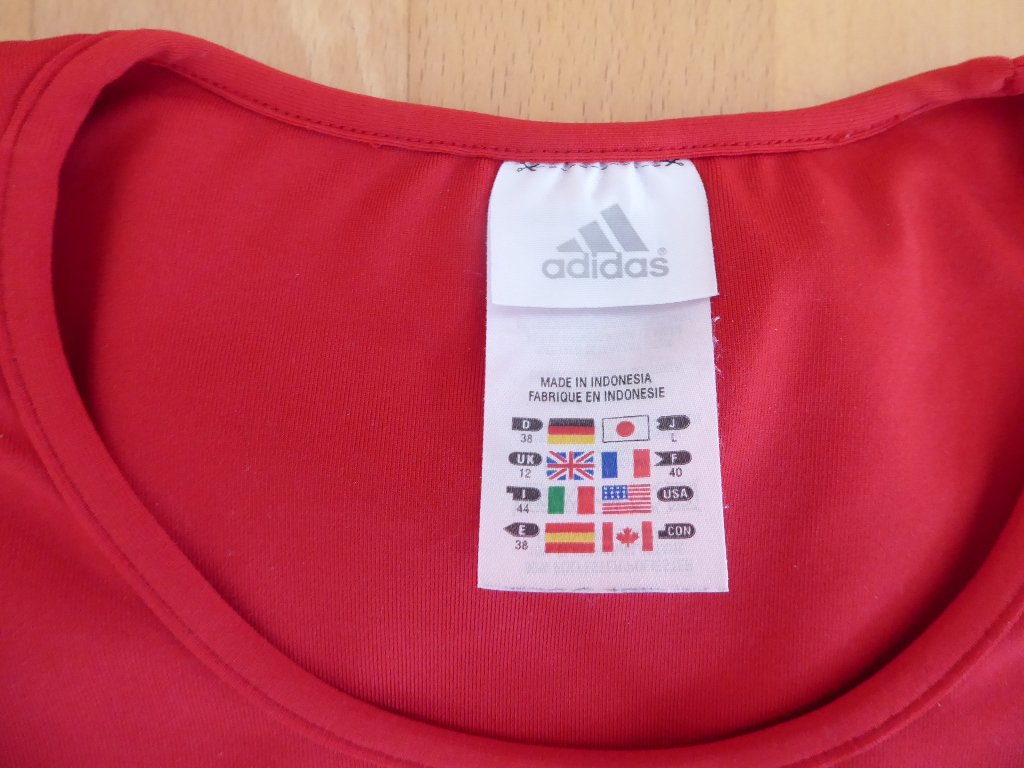 adidas®
MADE IN INDONESIA
FABRIQUE EN INDONESIE
D J
38 L
UK F
12 40
I USA
44
E CDN
38